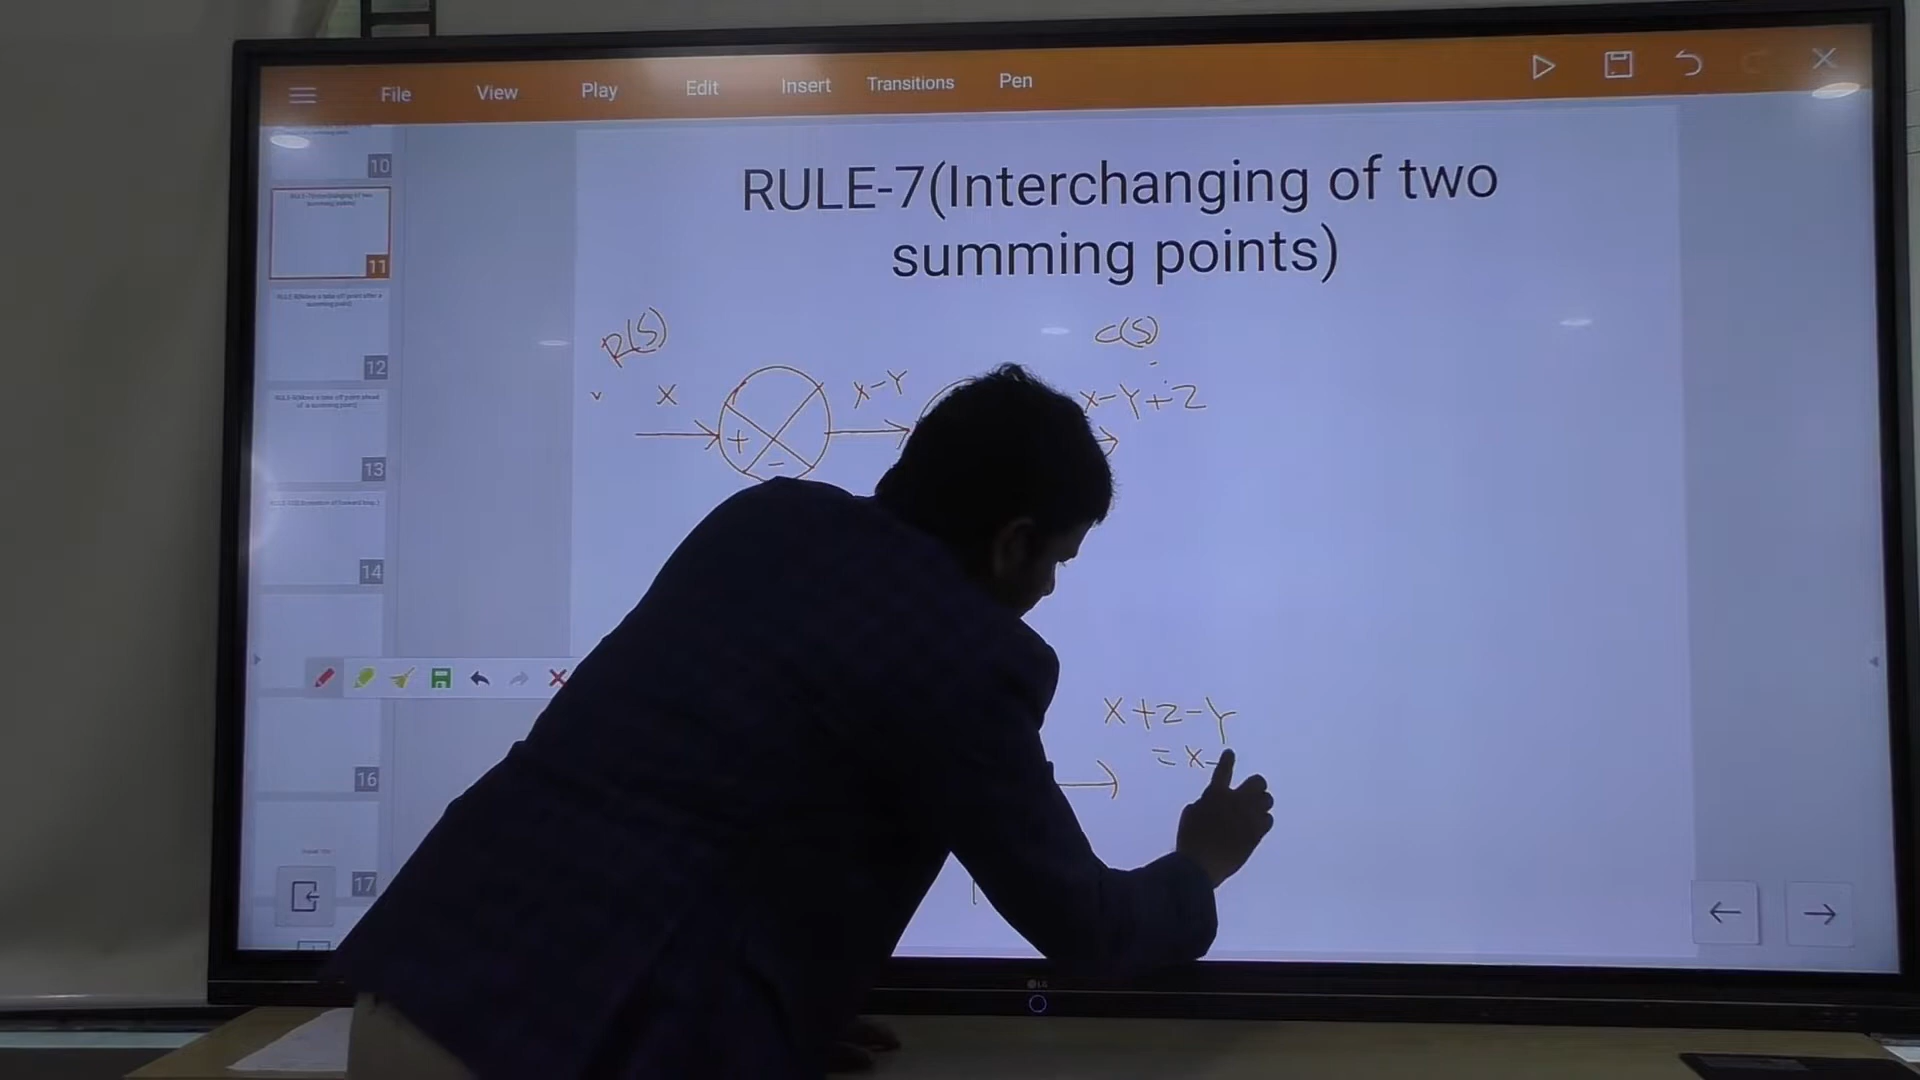 File View Play Edit Insert Transitions Pen
10
11
12
13
14
16
17
RULE-7(Interchanging of two
summing points)
R(S)
C(S)
X
X-Y
X-Y+Z
+
-
X+Z-Y
=X-
LG